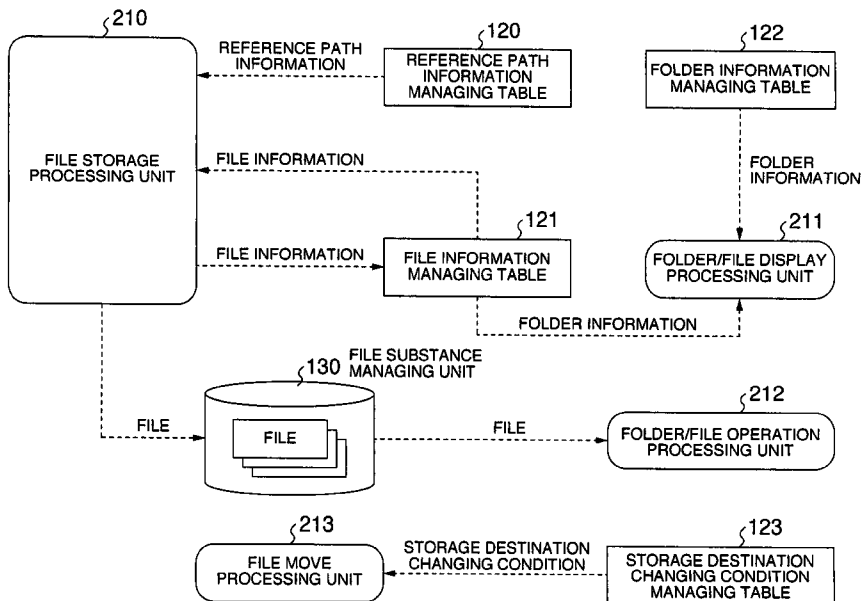 210
REFERENCE PATH
INFORMATION
120
REFERENCE PATH
INFORMATION
MANAGING TABLE
122
FOLDER INFORMATION
MANAGING TABLE
FILE STORAGE
PROCESSING UNIT
FILE INFORMATION
FOLDER
INFORMATION
FILE INFORMATION
121
FILE INFORMATION
MANAGING TABLE
211
FOLDER/FILE DISPLAY
PROCESSING UNIT
FOLDER INFORMATION
130
FILE SUBSTANCE
MANAGING UNIT
FILE
FILE
FILE
212
FOLDER/FILE OPERATION
PROCESSING UNIT
213
FILE MOVE
PROCESSING UNIT
STORAGE DESTINATION
CHANGING CONDITION
123
STORAGE DESTINATION
CHANGING CONDITION
MANAGING TABLE